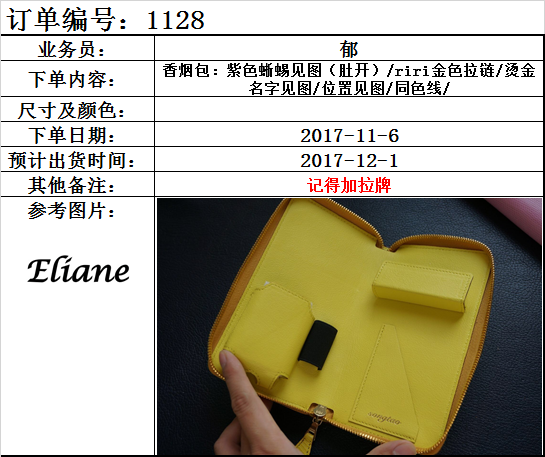 订单编号：1128
业务员：
郁
下单内容：
香烟包：紫色蜥蜴见图（肚开）/riri金色拉链/烫金
名字见图/位置见图/同色线/
尺寸及颜色：
下单日期：
2017-11-6
预计出货时间：
2017-12-1
其他备注：
记得加拉牌
参考图片：
Eliane